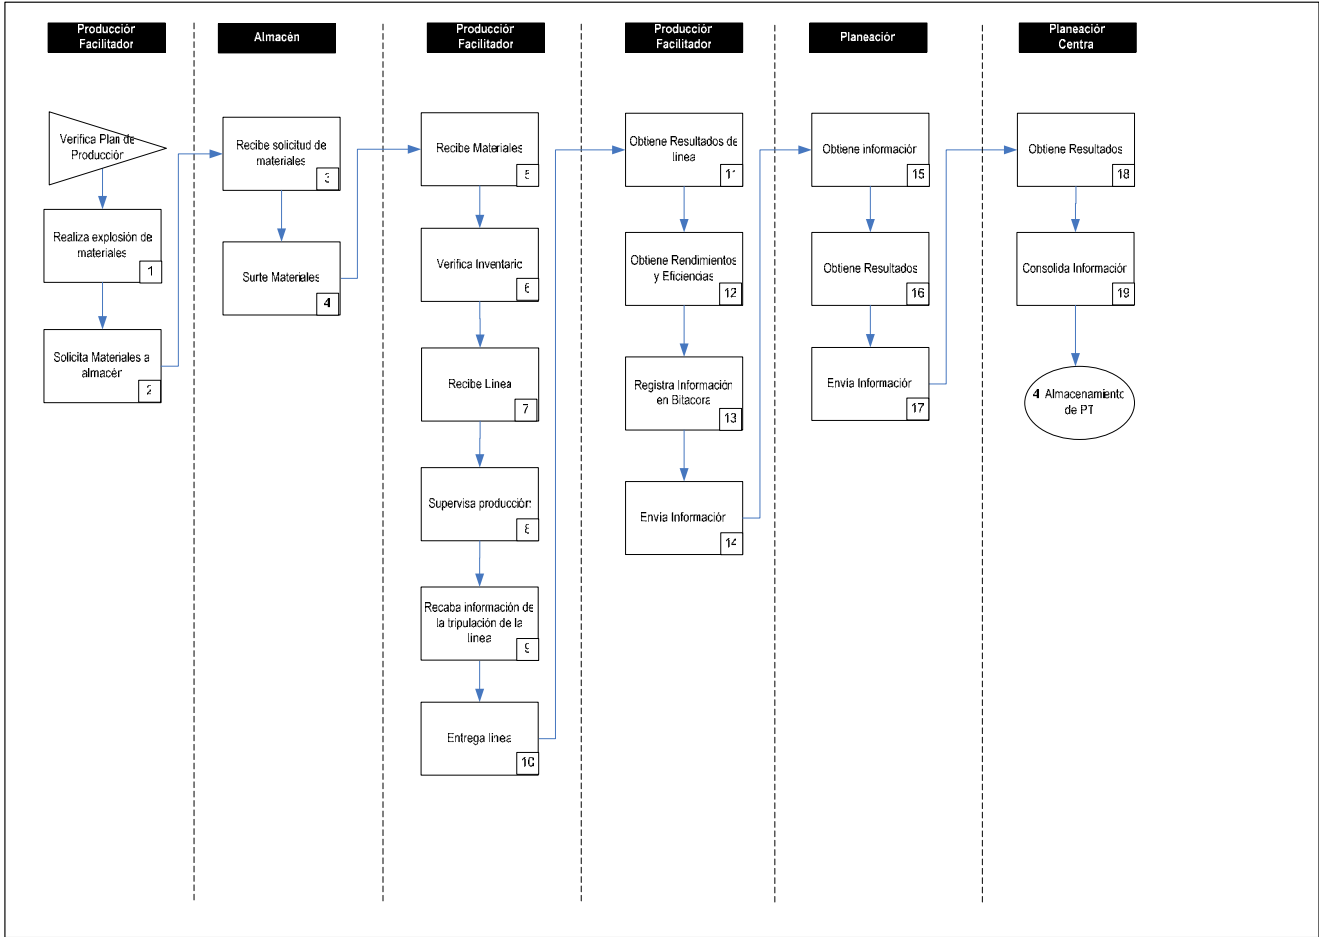 Producción
Facilitador
Verifica Plan de
Producción
Realiza explosión de
materiales
1
Solicita Materiales a
almacén
2
Almacén
Recibe solicitud de
materiales
3
Surte Materiales
4
Producción
Facilitador
Recibe Materiales
5
Verifica Inventario
6
Recibe Línea
7
Supervisa producción
8
Recaba información de
la tripulación de la
línea
9
Entrega línea
10
Producción
Facilitador
Obtiene Resultados de
línea
11
Obtiene Rendimientos
y Eficiencias
12
Registra Información
en Bitacora
13
Envía Información
14
Planeación
Obtiene información
15
Obtiene Resultados
16
Envía Información
17
Planeación
Centra
Obtiene Resultados
18
Consolida Información
19
4 Almacenamiento
de PT